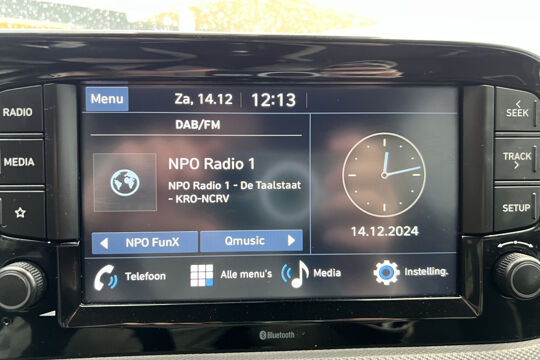 RADIO
MEDIA
Menu
Za, 14.12
12:13
DAB/FM
NPO Radio 1
NPO Radio 1 - De Taalstaat
- KRO-NCRV
NPO FunX
Qmusic
14.12.2024
Telefoon
Alle menu's
Media
Instelling.
SEEK
TRACK
SETUP
Bluetooth